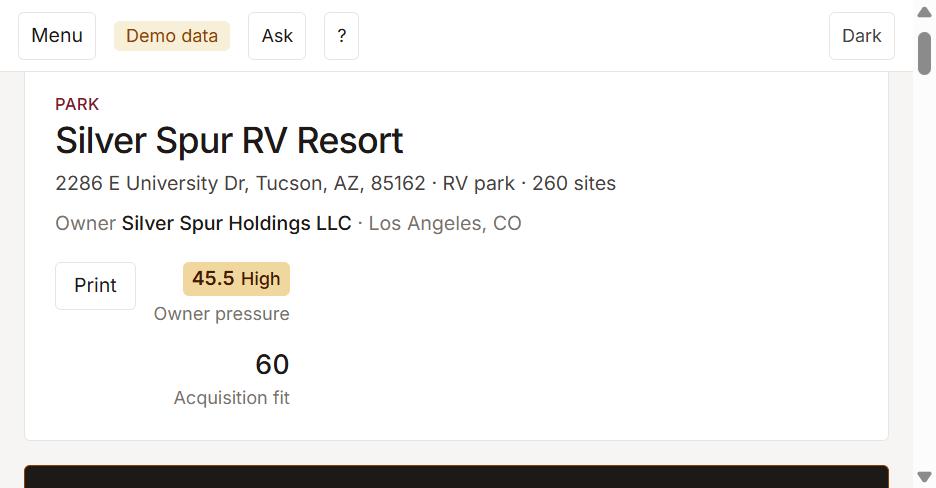 Menu Demo data Ask ? Dark
PARK
Silver Spur RV Resort
2286 E University Dr, Tucson, AZ, 85162 · RV park · 260 sites
Owner Silver Spur Holdings LLC · Los Angeles, CO
Print 45.5 High
Owner pressure
60
Acquisition fit